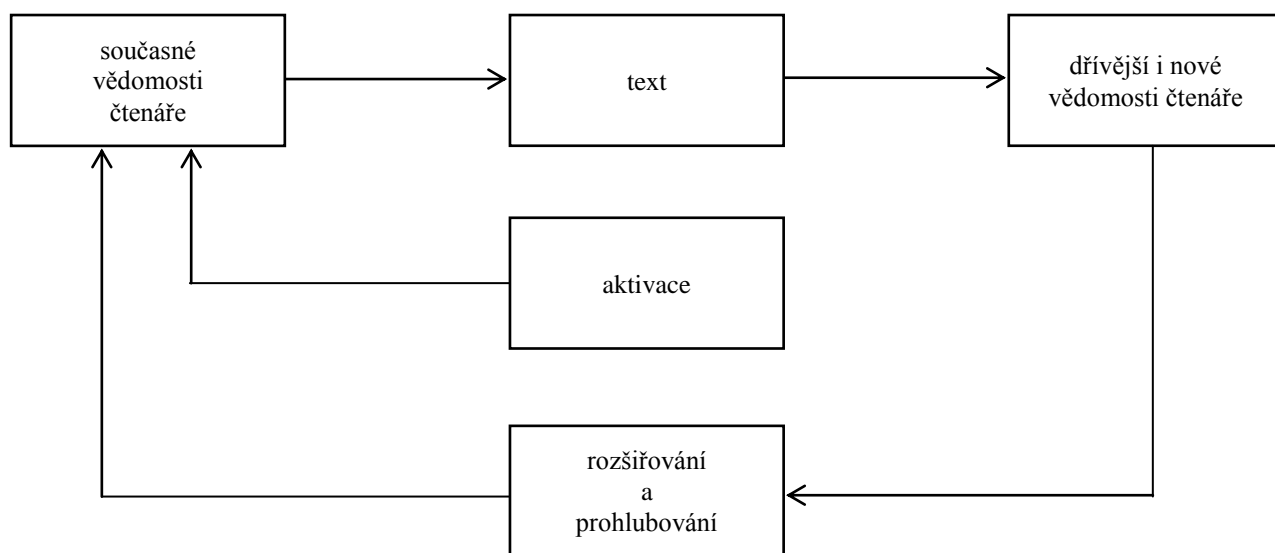 současné
vědomosti
čtenáře
text
dřívější i nové
vědomosti čtenáře
aktivace
rozšiřování
a
prohlubování